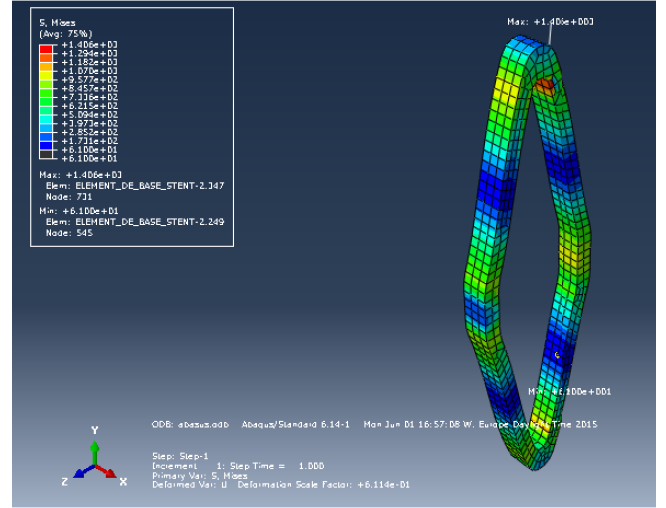 S, Mises
(Avg: 75%)
+1.406e+03
+1.294e+03
+1.182e+03
+1.070e+03
+9.577e+02
+8.457e+02
+7.336e+02
+6.215e+02
+5.094e+02
+3.973e+02
+2.852e+02
+1.731e+02
+6.100e+01
+6.100e+01
Max: +1.406e+03
Elem: ELEMENT_DE_BASE_STENT-2.347
Node: 731
Min: +6.100e+01
Elem: ELEMENT_DE_BASE_STENT-2.249
Node: 545
Max: +1.406e+003
Min: +6.100e+001
ODB: abasus.odb Abaqus/Standard 6.14-1 Mon Jun 01 16:57:08 W. Europe Daylight Time 2015
Step: Step-1
Increment 1: Step Time = 1.000
Primary Var: S, Mises
Deformed Var: U Deformation Scale Factor: +6.114e-01
Y
Z
X